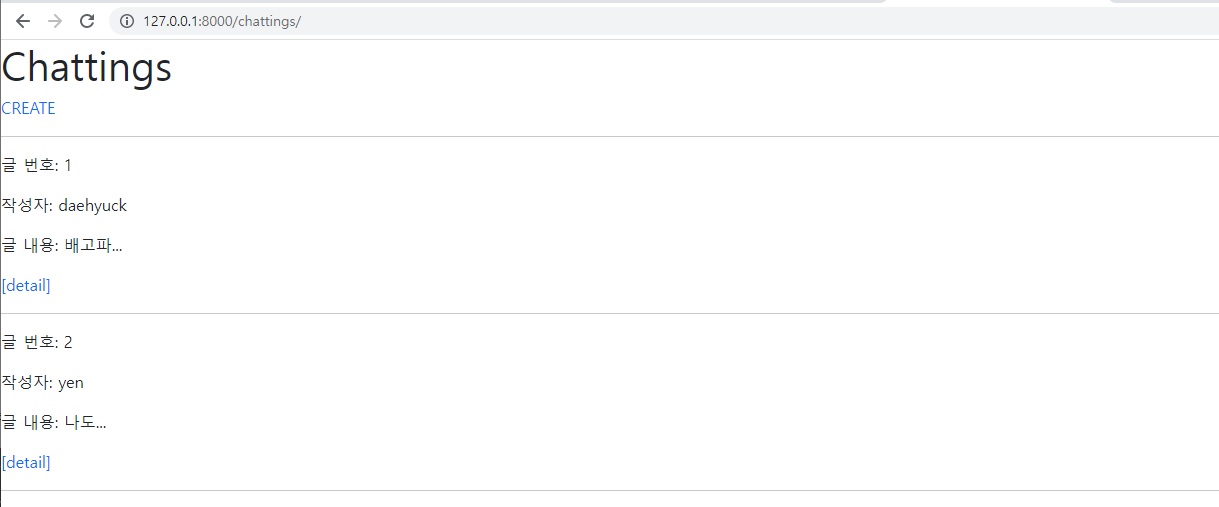 127.0.0.1:8000/chattings/
Chattings
CREATE
글 번호: 1
작성자: daehyuck
글 내용: 배고파...
[detail]
글 번호: 2
작성자: yen
글 내용: 나도...
[detail]